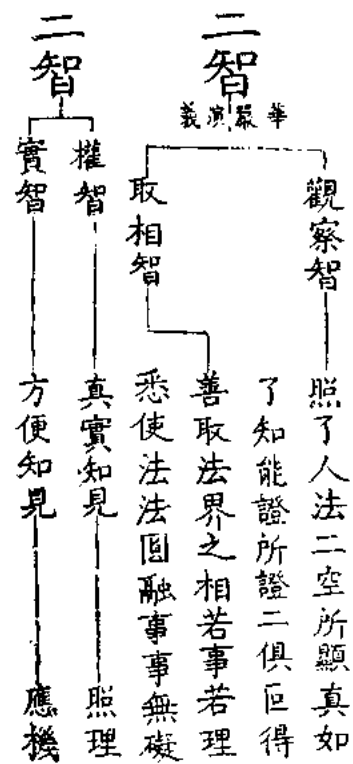 二智
華嚴演義
觀察智
照了人法二空所顯真如
了知能證所證二俱叵得
取相智
善取法界之相若事若理
悉使法法圓融事事無礙
二智
權智
真實知見
照理
實智
方便知見
應機